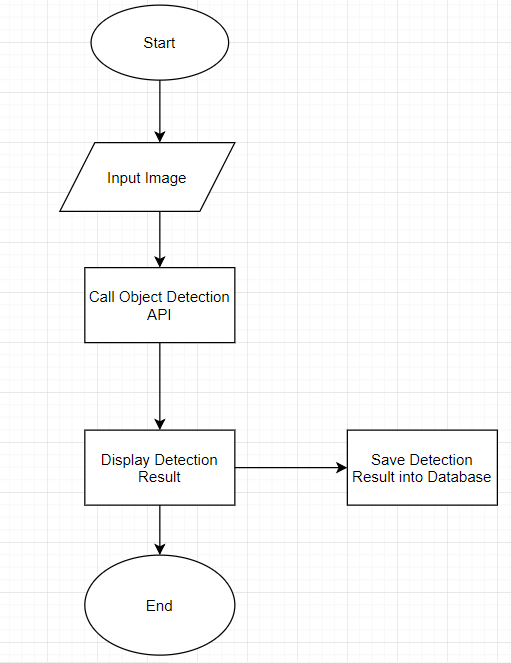 Start
Input Image
Call Object Detection
API
Display Detection
Result
Save Detection
Result into Database
End